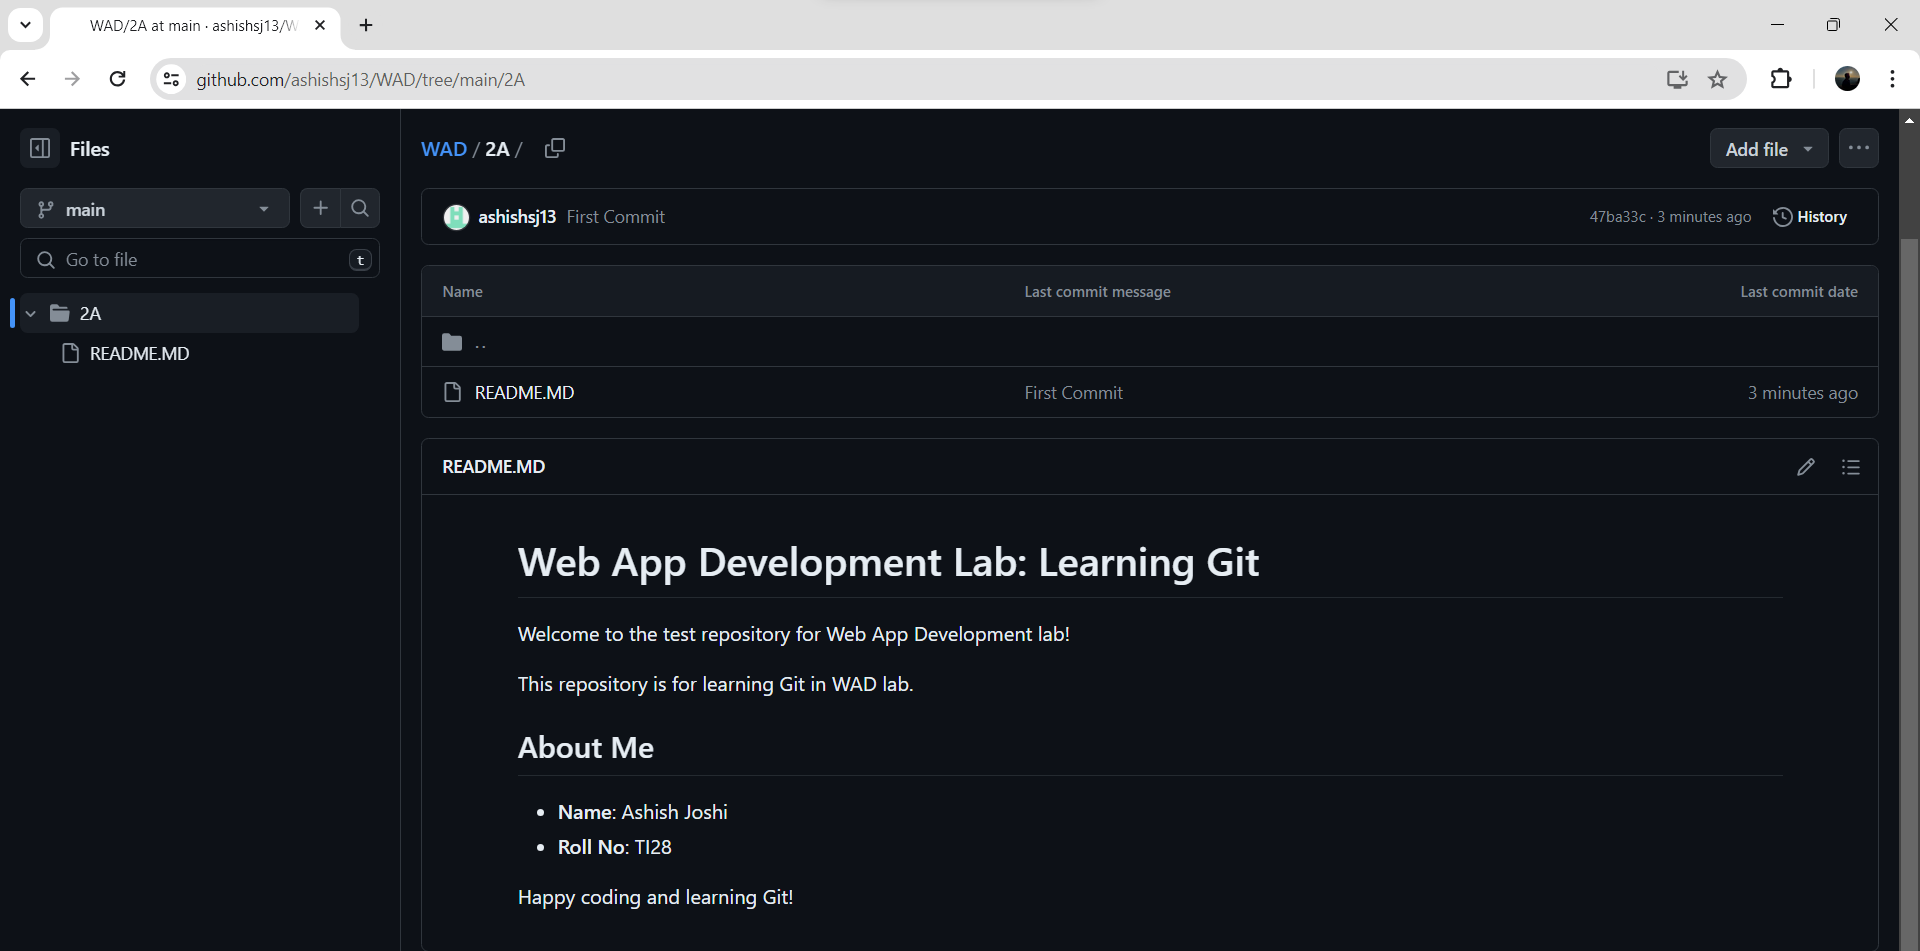 WAD/2A at main · ashishsj13/W
github.com/ashishsj13/WAD/tree/main/2A
Files
main
Go to file
t
2A
README.MD
WAD / 2A /
Add file
ashishsj13 First Commit
47ba33c · 3 minutes ago
History
Name Last commit message Last commit date
..
README.MD First Commit 3 minutes ago
README.MD
Web App Development Lab: Learning Git
Welcome to the test repository for Web App Development lab!
This repository is for learning Git in WAD lab.
About Me
• Name: Ashish Joshi
• Roll No: TI28
Happy coding and learning Git!